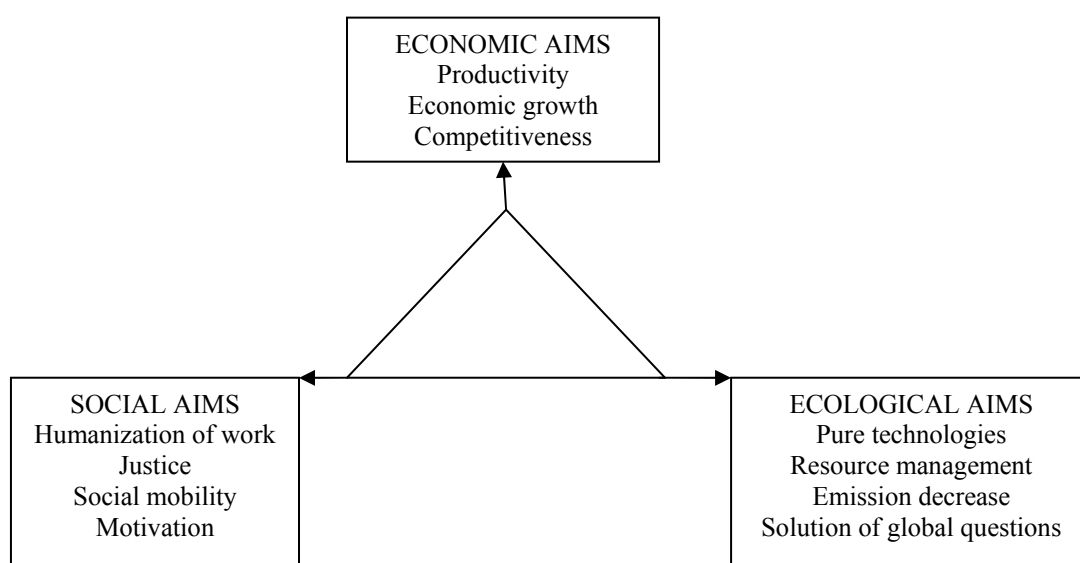 ECONOMIC AIMS
Productivity
Economic growth
Competitiveness
SOCIAL AIMS
Humanization of work
Justice
Social mobility
Motivation
ECOLOGICAL AIMS
Pure technologies
Resource management
Emission decrease
Solution of global questions